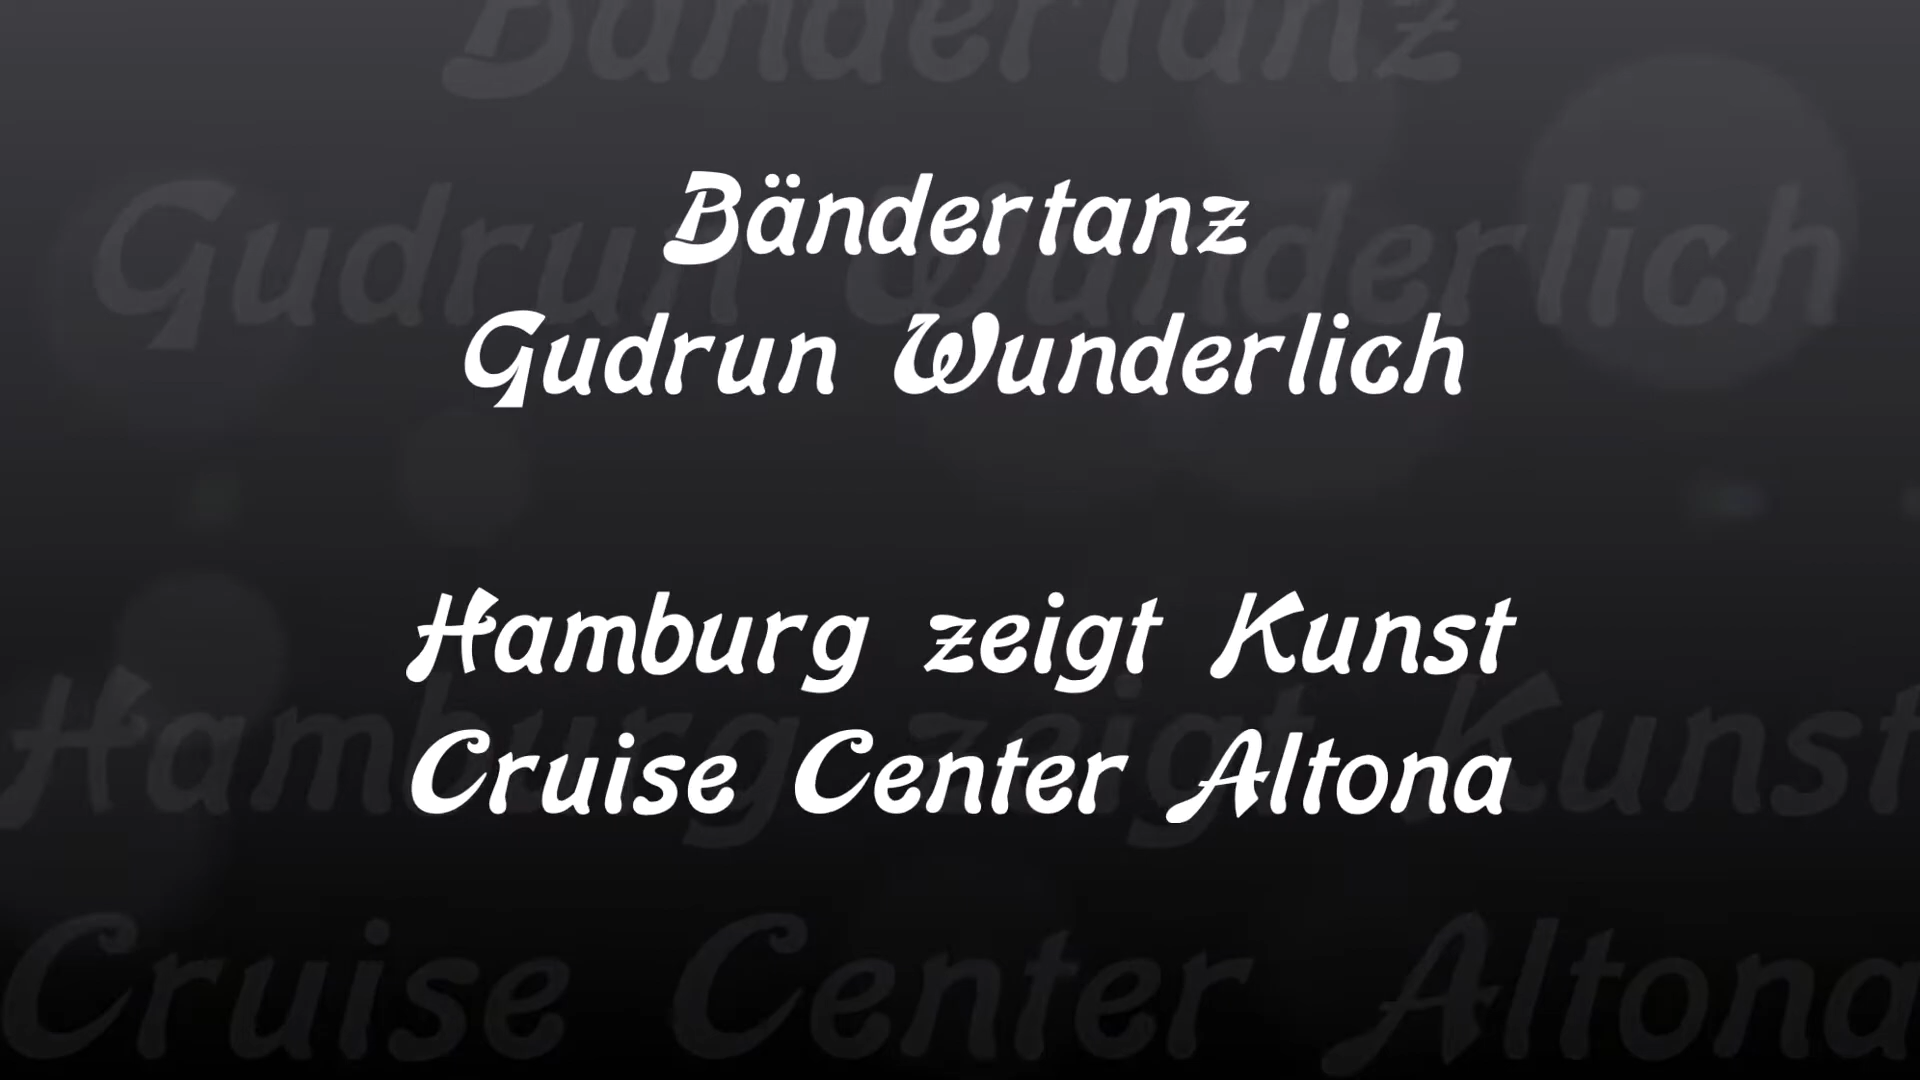 Bändertanz
Gudrun Wunderlich
Hamburg zeigt Kunst
Cruise Center Altona